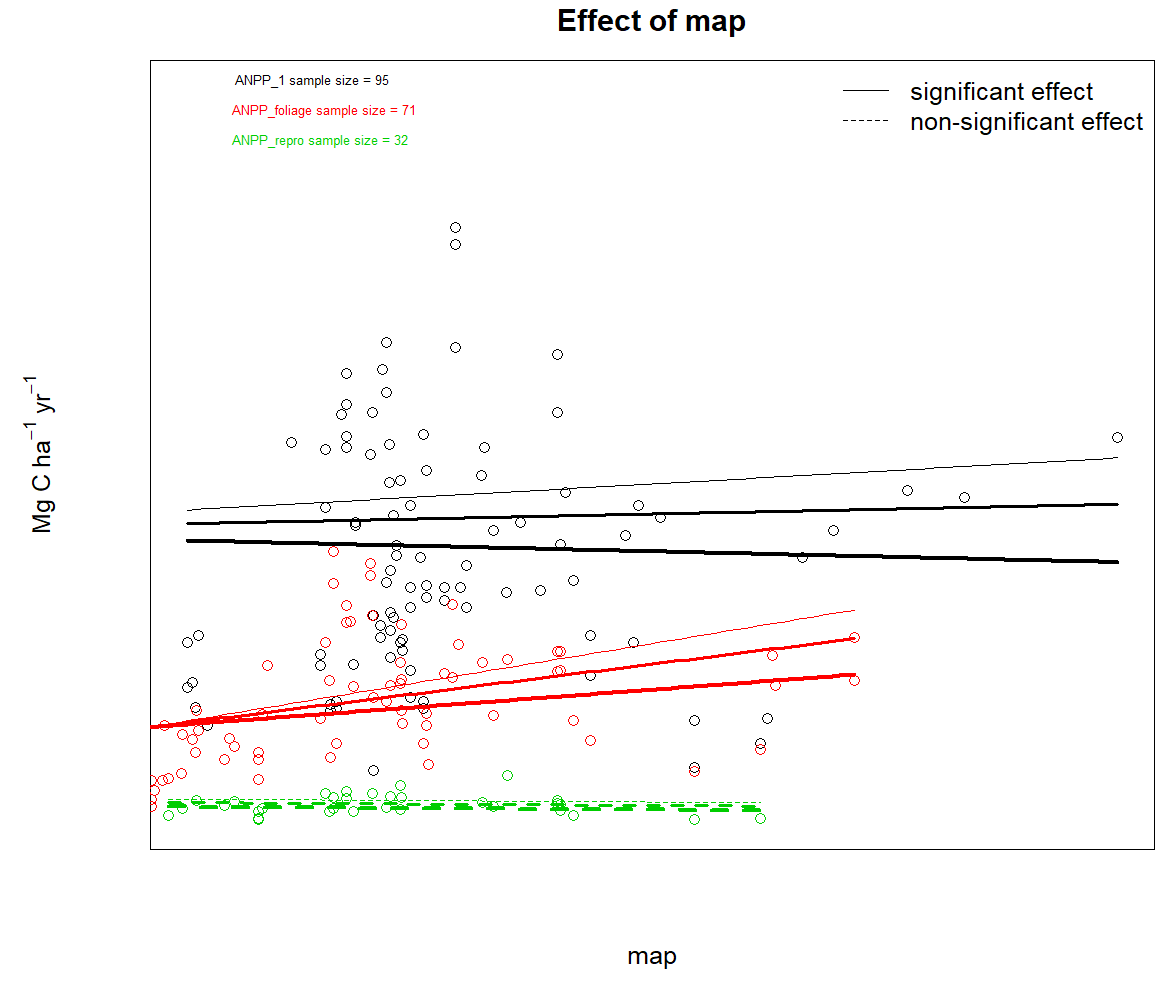 Effect of map
ANPP_1 sample size = 95
ANPP_foliage sample size = 71
ANPP_repro sample size = 32
significant effect
non-significant effect
Mg C ha⁻¹ yr⁻¹
map